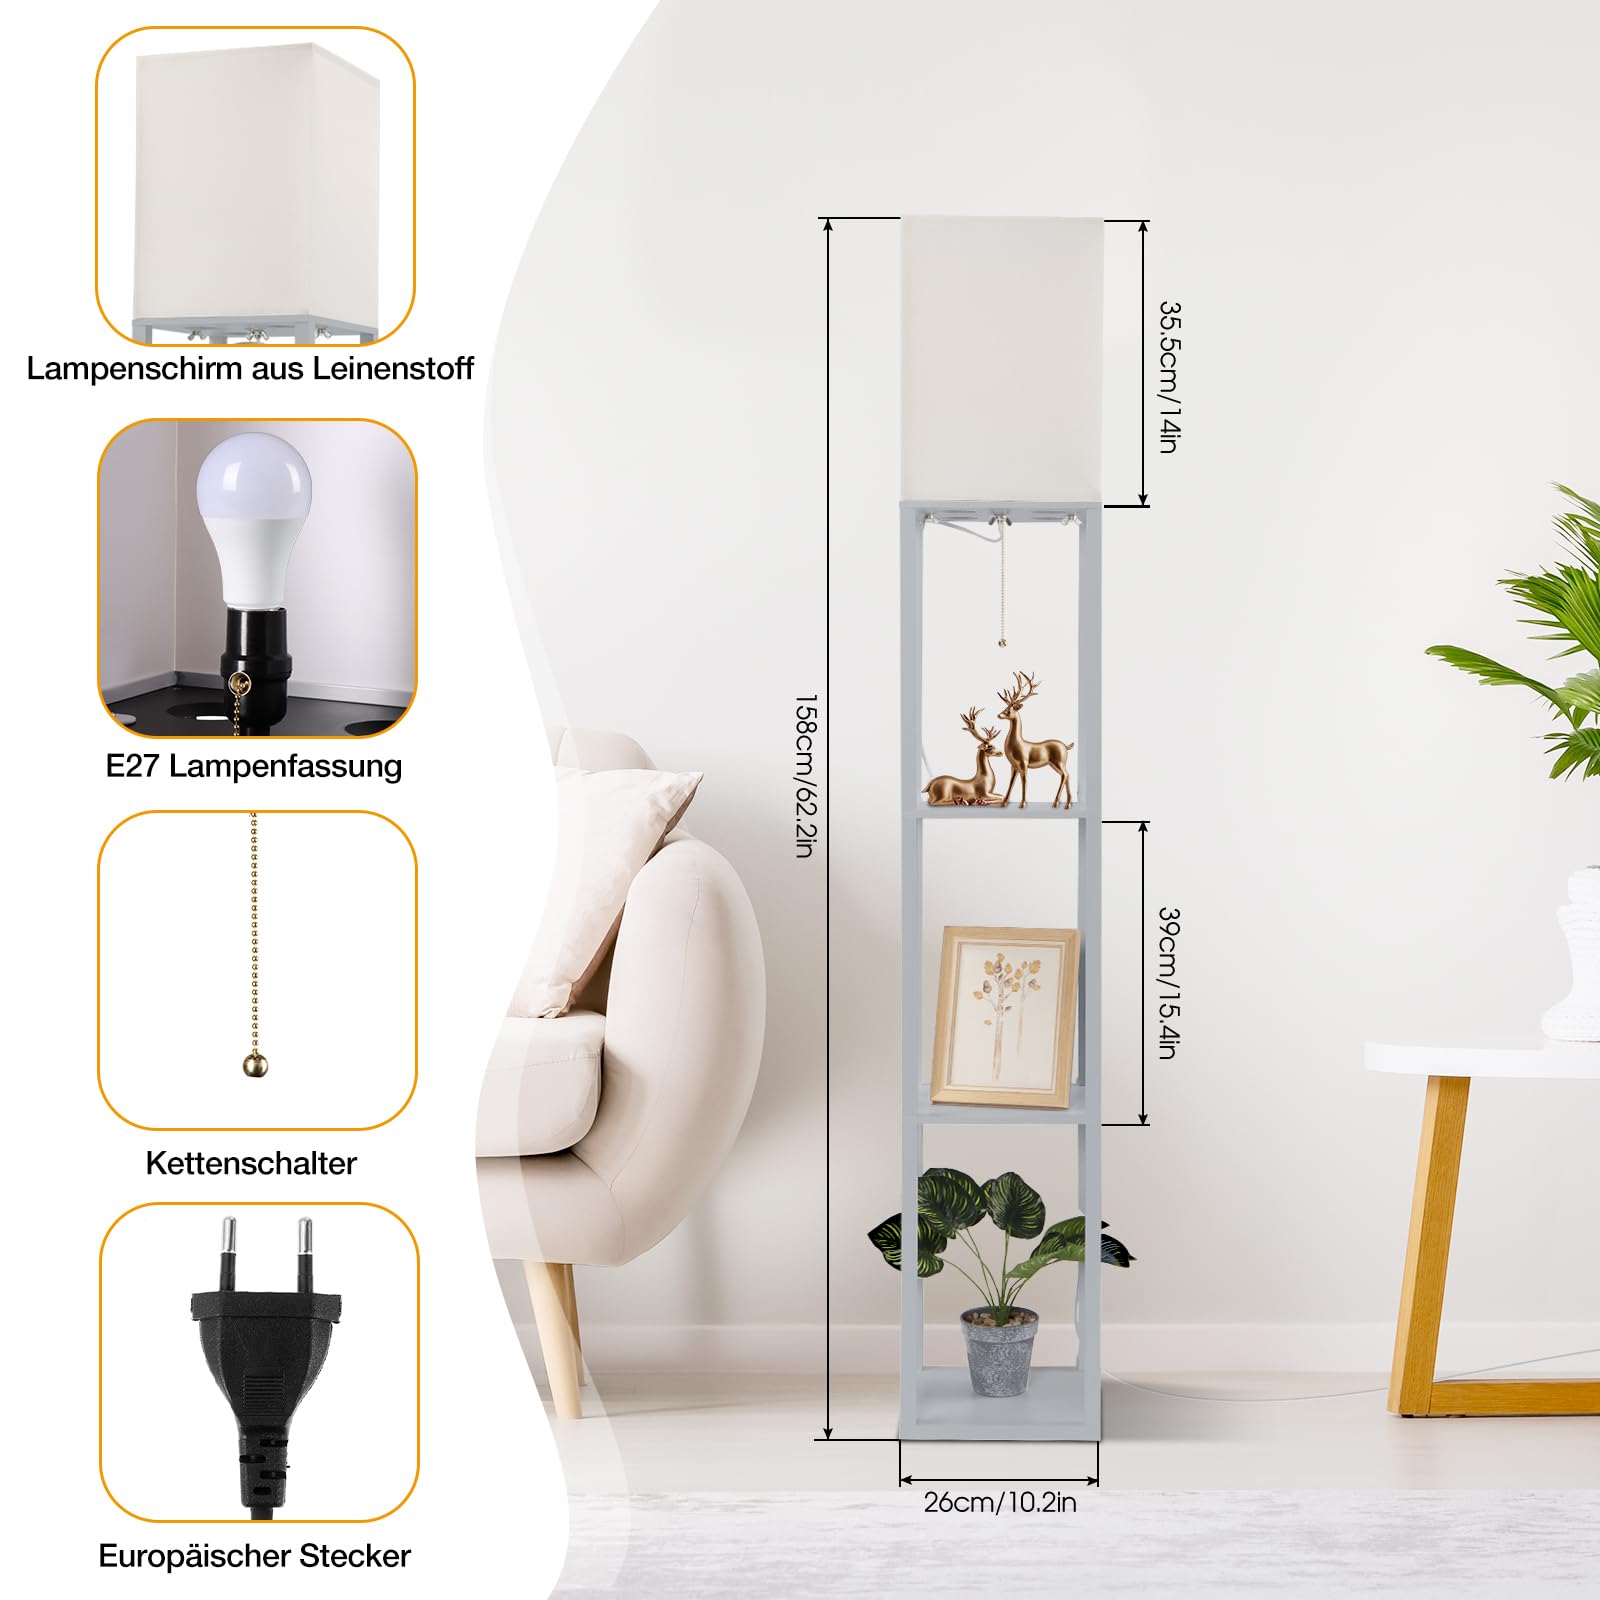 Lampenschirm aus Leinenstoff
E27 Lampenfassung
Kettenschalter
Europäischer Stecker
158cm/62.2in
35.5cm/14in
39cm/15.4in
26cm/10.2in